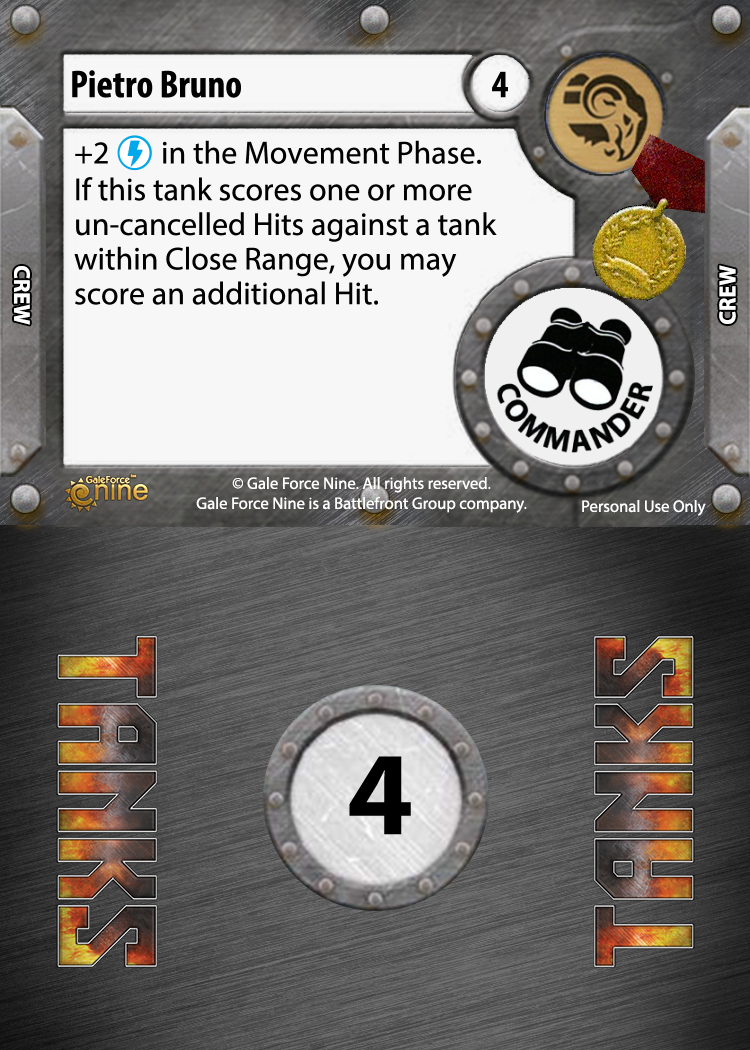 Pietro Bruno
4
+2 in the Movement Phase.
If this tank scores one or more
un-cancelled Hits against a tank
within Close Range, you may
score an additional Hit.
CREW
CREW
COMMANDER
GaleForce™
nine
© Gale Force Nine. All rights reserved.
Gale Force Nine is a Battlefront Group company.
Personal Use Only
TANKS
4
TANKS